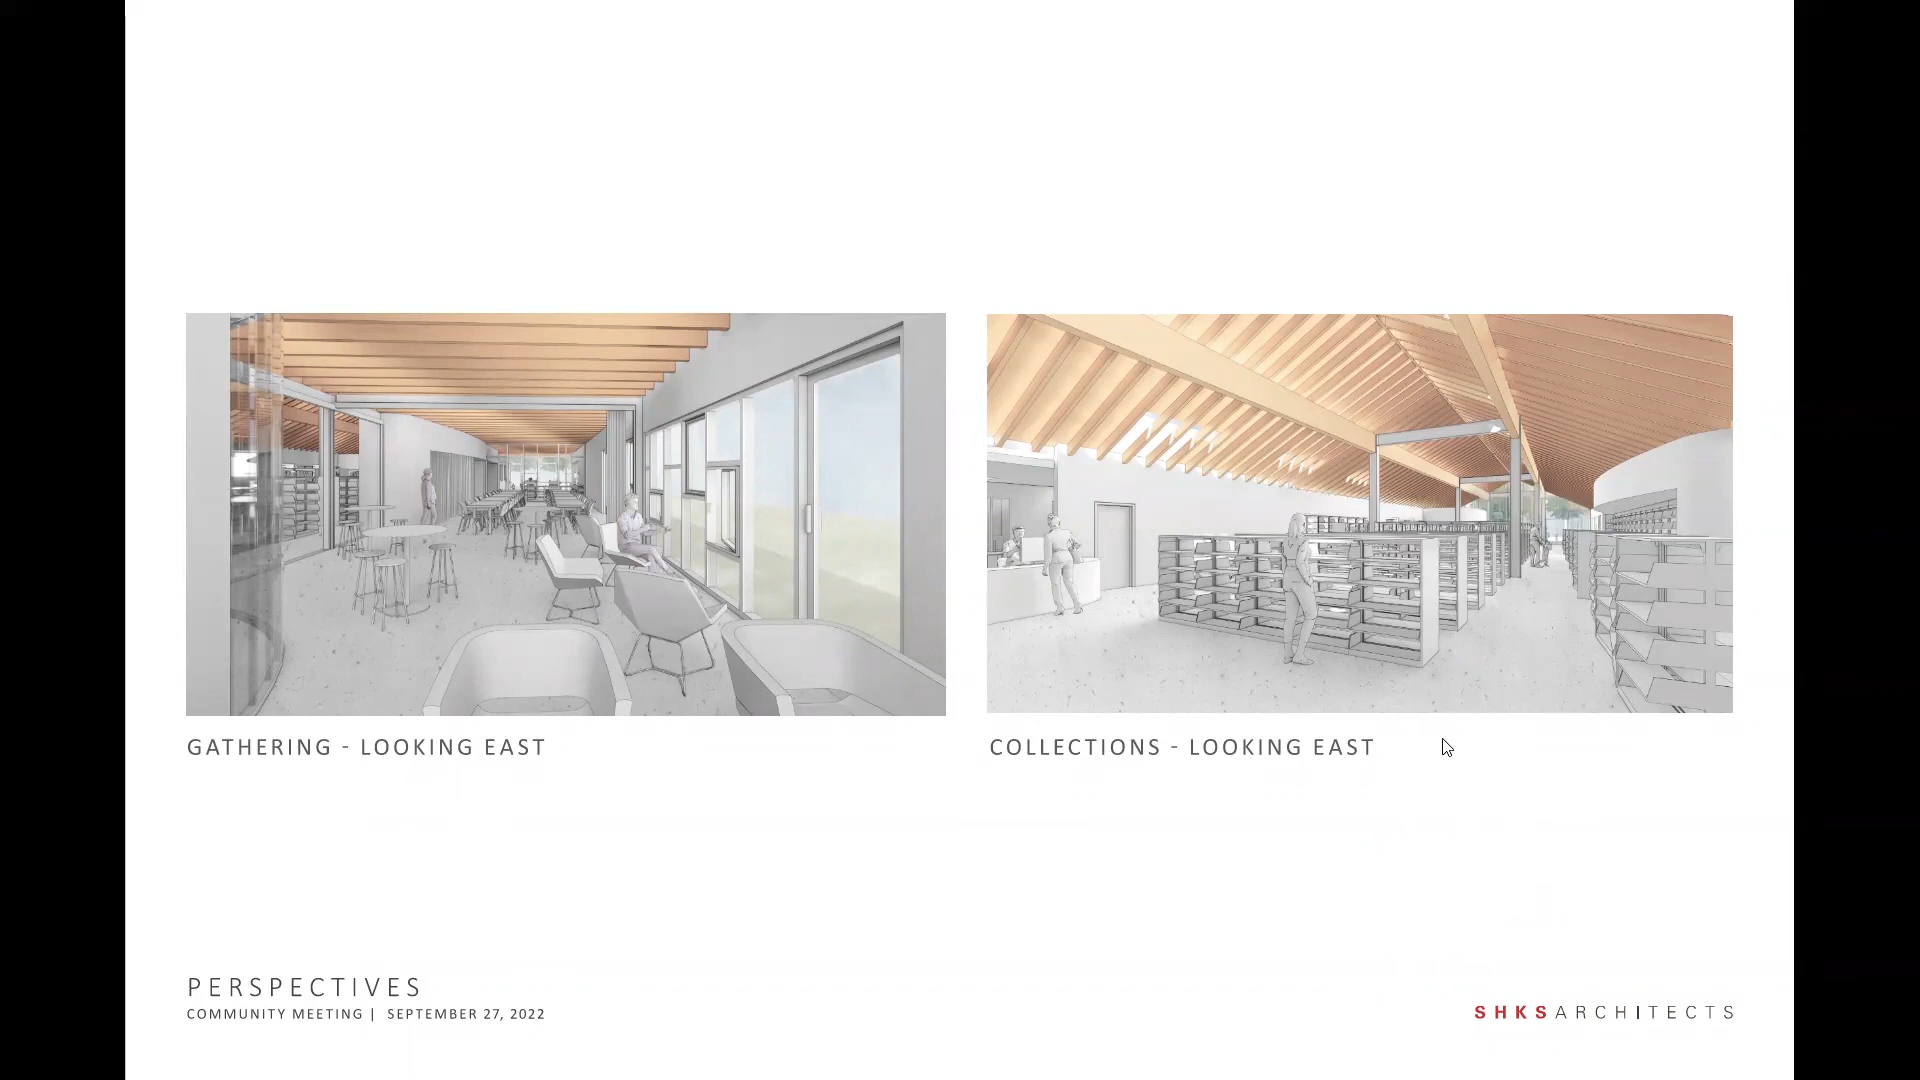 GATHERING - LOOKING EAST
COLLECTIONS - LOOKING EAST
PERSPECTIVES
COMMUNITY MEETING | SEPTEMBER 27, 2022
SHKSARCHITECTS